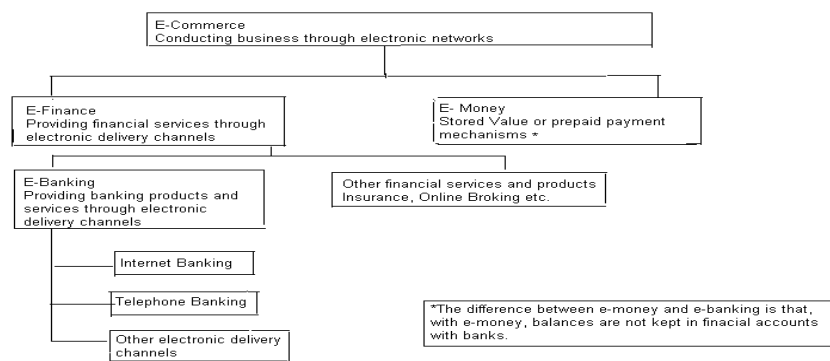 E-Commerce
Conducting business through electronic networks
E-Finance
Providing financial services through
electronic delivery channels
E- Money
Stored Value or prepaid payment
mechanisms *
E-Banking
Providing banking products and
services through electronic
delivery channels
Other financial services and products
Insurance, Online Broking etc.
Internet Banking
Telephone Banking
Other electronic delivery
channels
*The difference between e-money and e-banking is that,
with e-money, balances are not kept in finacial accounts
with banks.